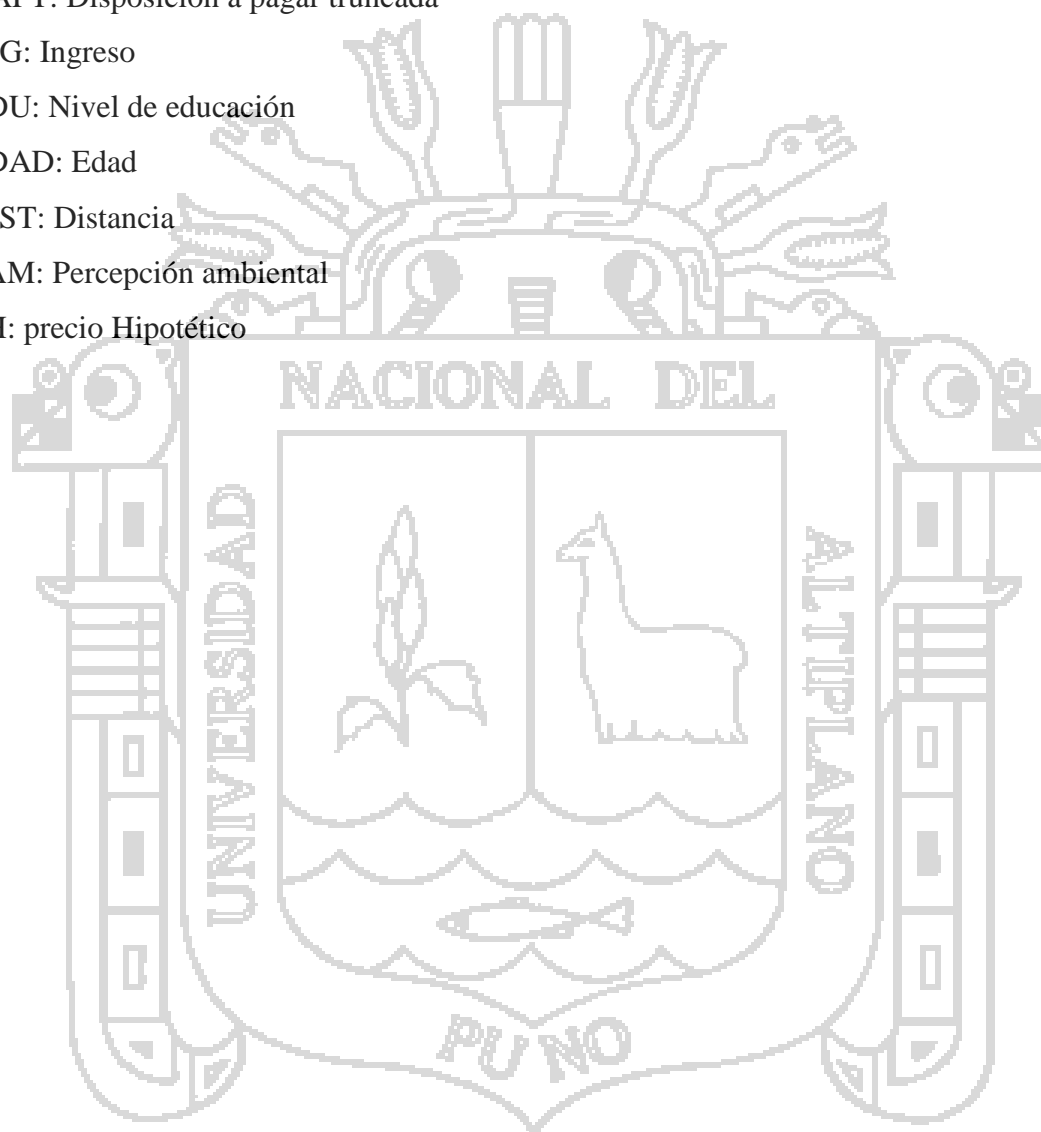 APT: Disposición a pagar truncada
G: Ingreso
DU: Nivel de educación
DAD: Edad
ST: Distancia
AM: Percepción ambiental
: precio Hipotético
NACIONAL DEL
UNIVERSIDAD
ALTIPLANO
PUNO